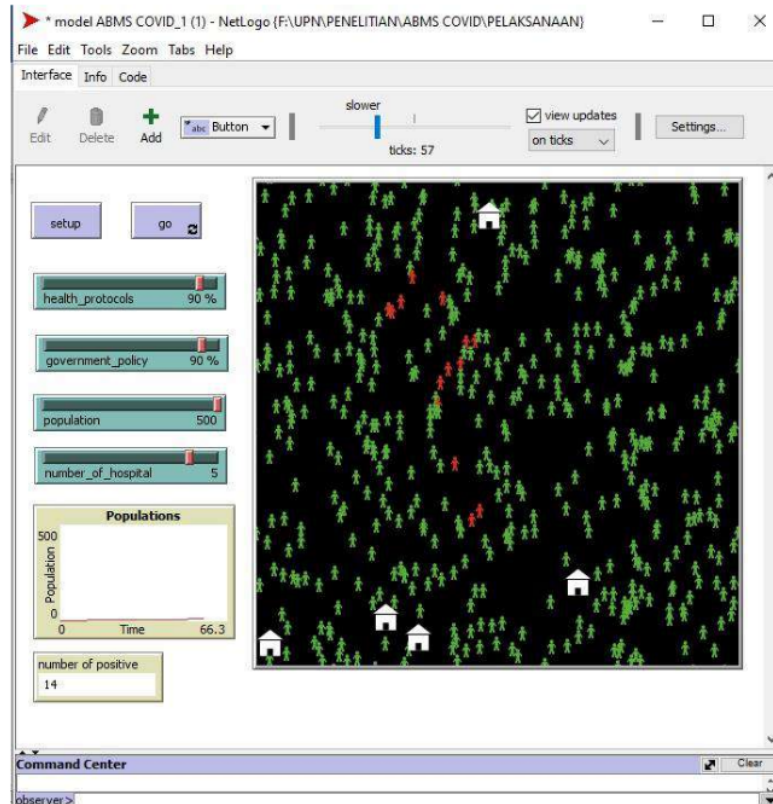 * model ABMS COVID_1 (1) - NetLogo {F:\UPN\PENELITIAN\ABMS COVID\PELAKSANAAN}
File Edit Tools Zoom Tabs Help
Interface Info Code
Edit Delete Add abc Button slower ticks: 57 view updates on ticks Settings...
setup go
health_protocols 90 %
government_policy 90 %
population 500
number_of_hospital 5
Populations
500
Population
0
0 Time 66.3
number of positive
14
Command Center Clear
observer>